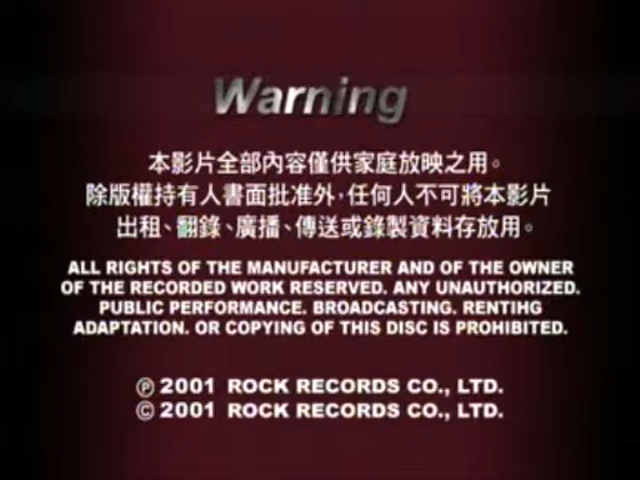 Warning
本影片全部內容僅供家庭放映之用。
除版權持有人書面批准外，任何人不可將本影片
出租、翻錄、廣播、傳送或錄製資料存放用。
ALL RIGHTS OF THE MANUFACTURER AND OF THE OWNER
OF THE RECORDED WORK RESERVED. ANY UNAUTHORIZED.
PUBLIC PERFORMANCE. BROADCASTING. RENTIHG
ADAPTATION. OR COPYING OF THIS DISC IS PROHIBITED.
℗ 2001 ROCK RECORDS CO., LTD.
© 2001 ROCK RECORDS CO., LTD.